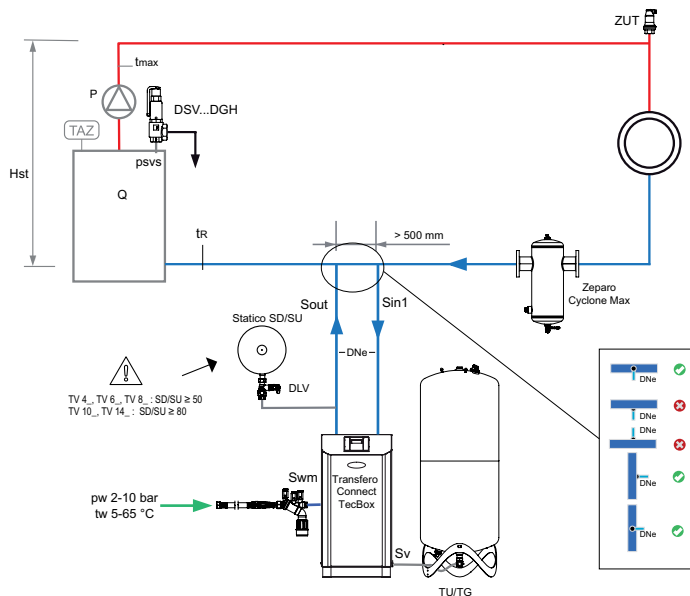 ZUT
tmax
P
DSV...DGH
TAZ
psvs
Hst
Q
tR
> 500 mm
Zeparo
Cyclone Max
Sout
Sin1
Statico SD/SU
DNe
DLV
TV 4_, TV 6_, TV 8_ : SD/SU ≥ 50
TV 10_, TV 14_ : SD/SU ≥ 80
DNe
DNe
DNe
DNe
DNe
Swm
Transfero
Connect
TecBox
pw 2-10 bar
tw 5-65 °C
Sv
TU/TG